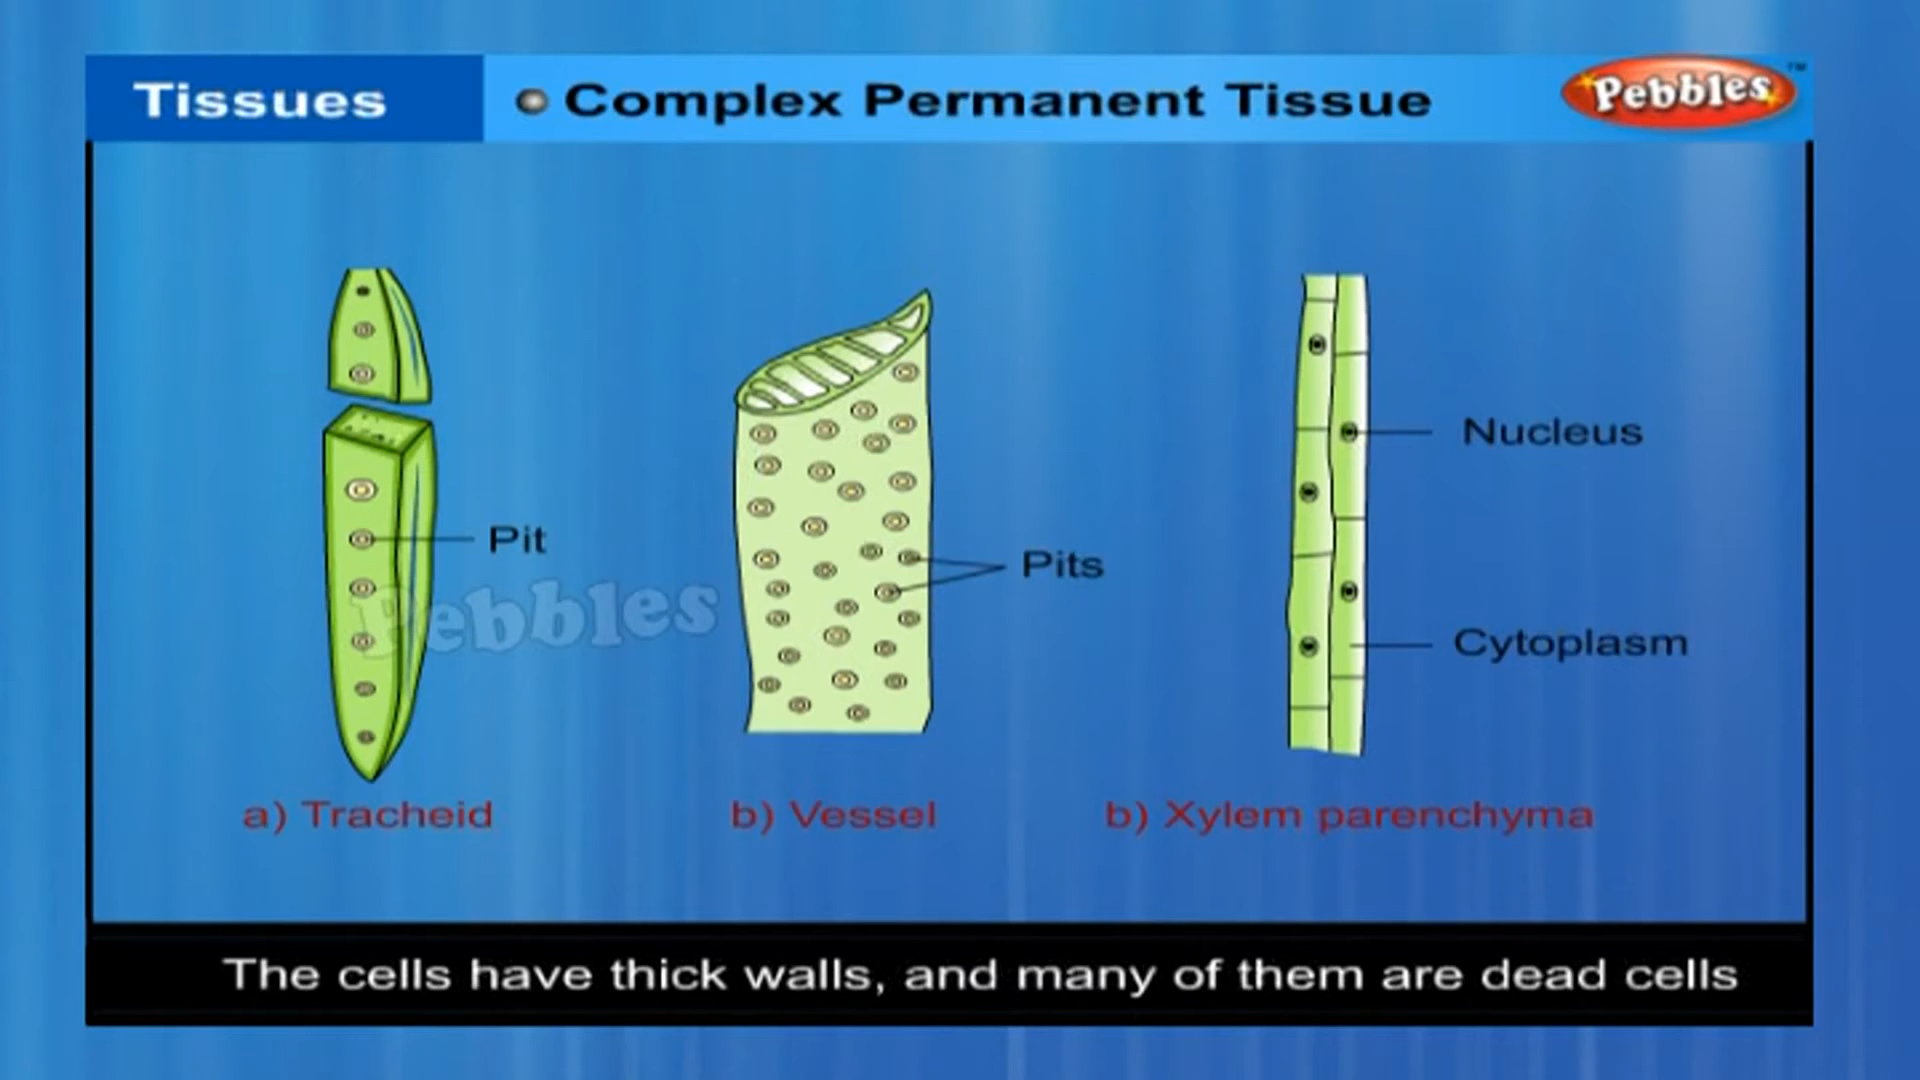 Tissues
Complex Permanent Tissue
Pebbles TM
Nucleus
Pit
Pits
Pebbles
Cytoplasm
a) Tracheid
b) Vessel
b) Xylem parenchyma
The cells have thick walls, and many of them are dead cells